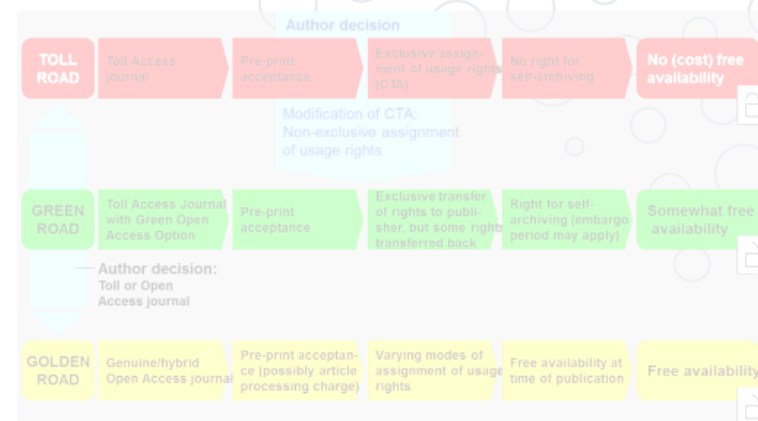 Author decision
TOLL
ROAD
Toll Access
journal
Pre-print
acceptance
Exclusive assign-
ment of usage rights
(CTA)
No right for
self-archiving
No (cost) free
availability
Modification of CTA:
Non-exclusive assignment
of usage rights
GREEN
ROAD
Toll Access Journal
with Green Open
Access Option
Pre-print
acceptance
Exclusive transfer
of rights to publi-
sher, but some rights
transferred back
Right for self-
archiving (embargo
period may apply)
Somewhat free
availability
Author decision:
Toll or Open
Access journal
GOLDEN
ROAD
Genuine/hybrid
Open Access journal
Pre-print acceptan-
ce (possibly article
processing charge)
Varying modes of
assignment of usage
rights
Free availability at
time of publication
Free availability